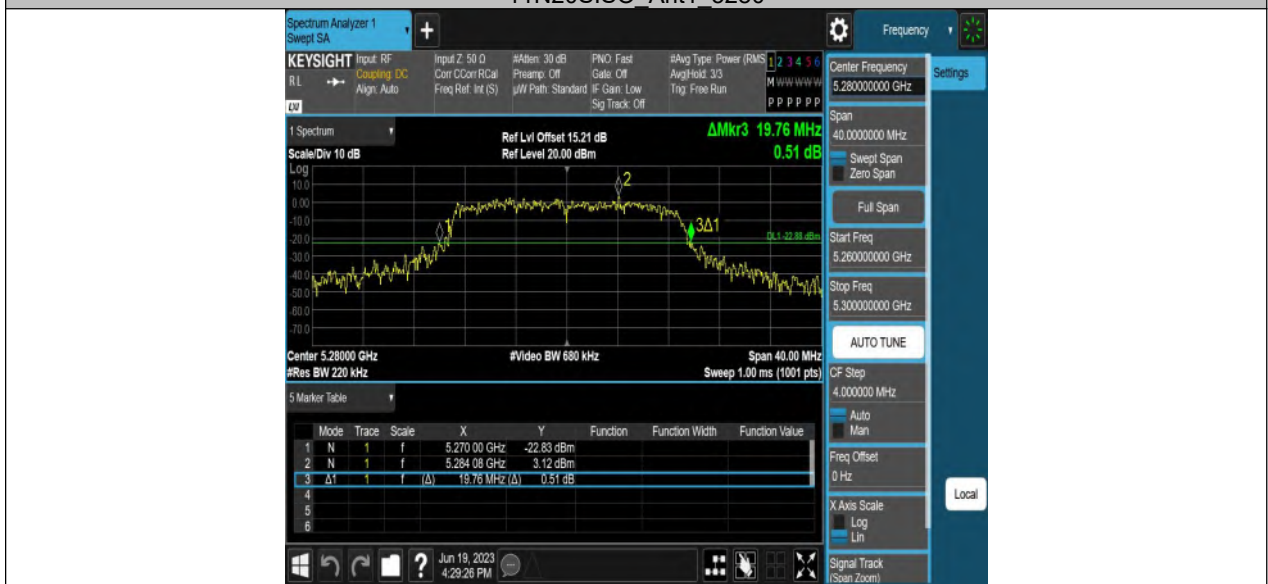 Spectrum Analyzer 1
Swept SA
+
Frequency
KEYSIGHT
Input: RF
Coupling: DC
Align: Auto
Input Z: 50 Ω
Corr CCorr RCal
Freq Ref: Int (S)
#Atten: 30 dB
Preamp: Off
µW Path: Standard
PNO: Fast
Gate: Off
IF Gain: Low
Sig Track: Off
#Avg Type: Power (RMS
Avg|Hold: 3/3
Trig: Free Run
1 2 3 4 5 6
M W W W W W
P P P P P P
RL
LXI
1 Spectrum
Scale/Div 10 dB
Ref Lvl Offset 15.21 dB
Ref Level 20.00 dBm
ΔMkr3 19.76 MHz
0.51 dB
Log
10.0
0.00
-10.0
-20.0
-30.0
-40.0
-50.0
-60.0
-70.0
1
2
3Δ1
DL1 -22.88 dBm
Center 5.28000 GHz
#Video BW 680 kHz
Span 40.00 MHz
#Res BW 220 kHz
Sweep 1.00 ms (1001 pts)
5 Marker Table
Mode Trace Scale X Y Function Function Width Function Value
1 N 1 f 5.270 00 GHz -22.83 dBm
2 N 1 f 5.284 08 GHz 3.12 dBm
3 Δ1 1 f (Δ) 19.76 MHz (Δ) 0.51 dB
4
5
6
?
Jun 19, 2023
4:29:26 PM
Center Frequency
5.280000000 GHz
Settings
Span
40.0000000 MHz
Swept Span
Zero Span
Full Span
Start Freq
5.260000000 GHz
Stop Freq
5.300000000 GHz
AUTO TUNE
CF Step
4.000000 MHz
Auto
Man
Freq Offset
0 Hz
X Axis Scale
Log
Lin
Local
Signal Track
(Span Zoom)